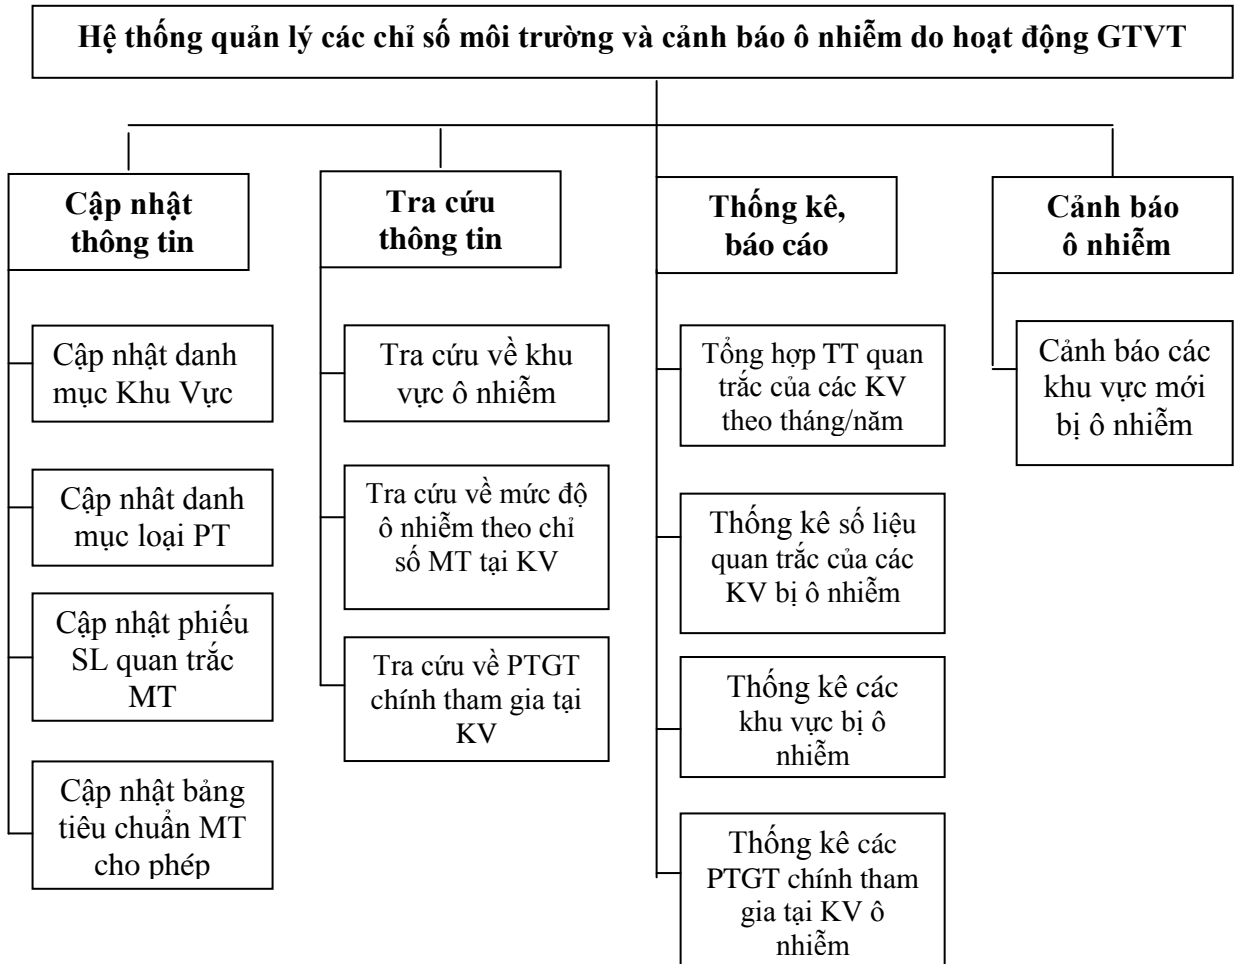 Hệ thống quản lý các chỉ số môi trường và cảnh báo ô nhiễm do hoạt động GTVT
Cập nhật
thông tin
Tra cứu
thông tin
Thống kê,
báo cáo
Cảnh báo
ô nhiễm
Cập nhật danh
mục Khu Vực
Cập nhât danh
mục loại PT
Cập nhật phiếu
SL quan trắc
MT
Cập nhật bảng
tiêu chuẩn MT
cho phép
Tra cứu về khu
vực ô nhiễm
Tra cứu về mức độ
ô nhiễm theo chỉ
số MT tại KV
Tra cứu về PTGT
chính tham gia tại
KV
Tổng hợp TT quan
trắc của các KV
theo tháng/năm
Thống kê số liệu
quan trắc của các
KV bị ô nhiễm
Thống kê các
khu vực bị ô
nhiễm
Thống kê các
PTGT chính tham
gia tại KV ô
nhiễm
Cảnh báo các
khu vực mới
bị ô nhiễm